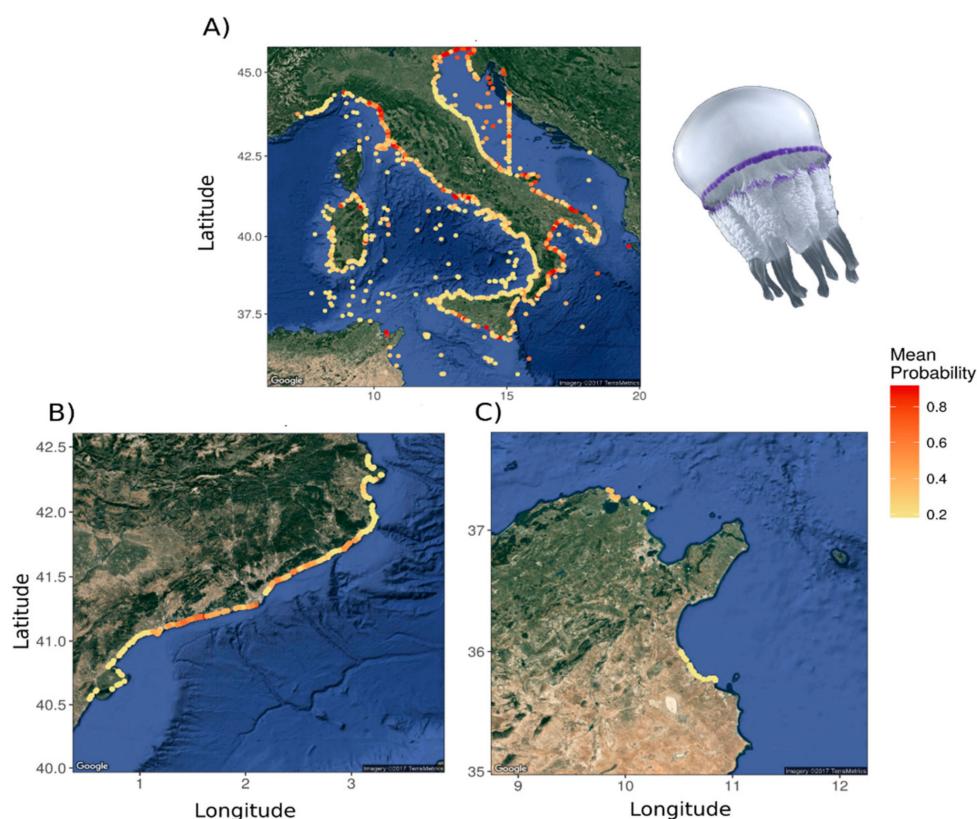 A)
45.0
42.5
40.0
37.5
Latitude
Google
Imagery ©2017 TerraMetrics
10
15
20
Mean
Probability
0.8
0.6
0.4
0.2
B)
42.5
42.0
41.5
41.0
40.5
40.0
Latitude
Google
Imagery ©2017 TerraMetrics
1
2
3
Longitude
C)
37
36
35
Google
Imagery ©2017 TerraMetrics
9
10
11
12
Longitude